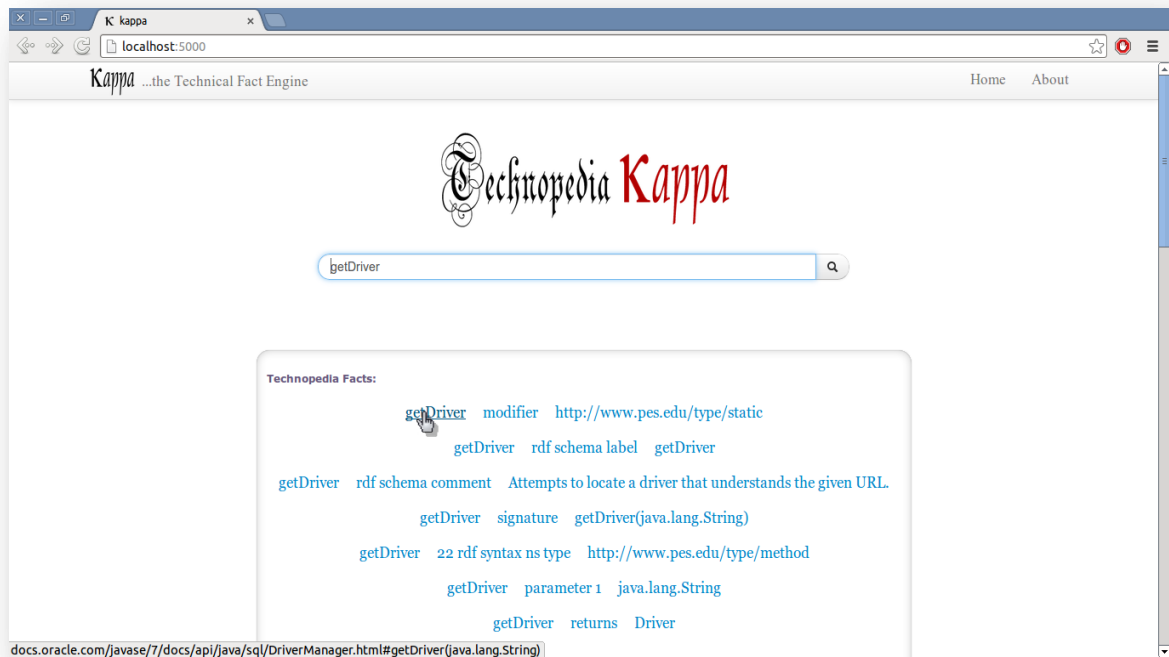 K kappa
localhost:5000
Kappa ...the Technical Fact Engine Home About
Technopedia Kappa
getDriver
Technopedia Facts:
getDriver modifier http://www.pes.edu/type/static
getDriver rdf schema label getDriver
getDriver rdf schema comment Attempts to locate a driver that understands the given URL.
getDriver signature getDriver(java.lang.String)
getDriver 22 rdf syntax ns type http://www.pes.edu/type/method
getDriver parameter 1 java.lang.String
getDriver returns Driver
docs.oracle.com/javase/7/docs/api/java/sql/DriverManager.html#getDriver(java.lang.String)